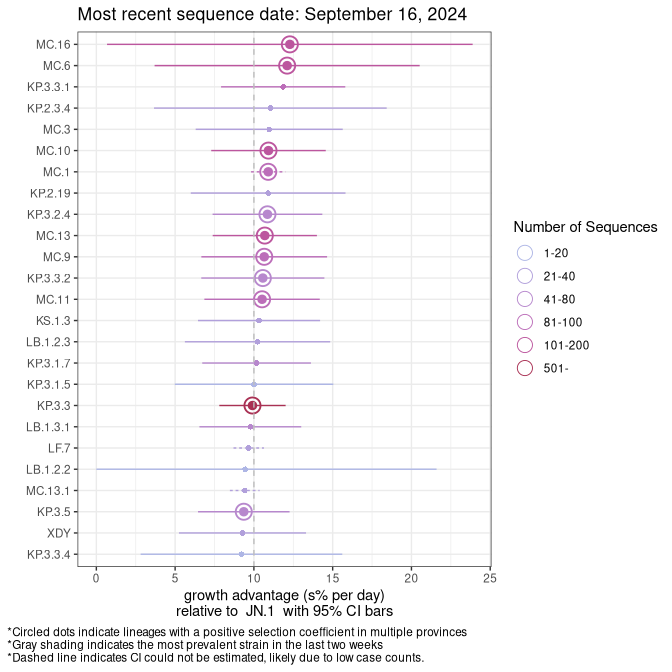 Most recent sequence date: September 16, 2024
MC.16
MC.6
KP.3.3.1
KP.2.3.4
MC.3
MC.10
MC.1
KP.2.19
KP.3.2.4
MC.13
MC.9
KP.3.3.2
MC.11
KS.1.3
LB.1.2.3
KP.3.1.7
KP.3.1.5
KP.3.3
LB.1.3.1
LF.7
LB.1.2.2
MC.13.1
KP.3.5
XDY
KP.3.3.4
0 5 10 15 20 25
growth advantage (s% per day)
relative to JN.1 with 95% CI bars
Number of Sequences
1-20
21-40
41-80
81-100
101-200
501-
*Circled dots indicate lineages with a positive selection coefficient in multiple provinces
*Gray shading indicates the most prevalent strain in the last two weeks
*Dashed line indicates CI could not be estimated, likely due to low case counts.